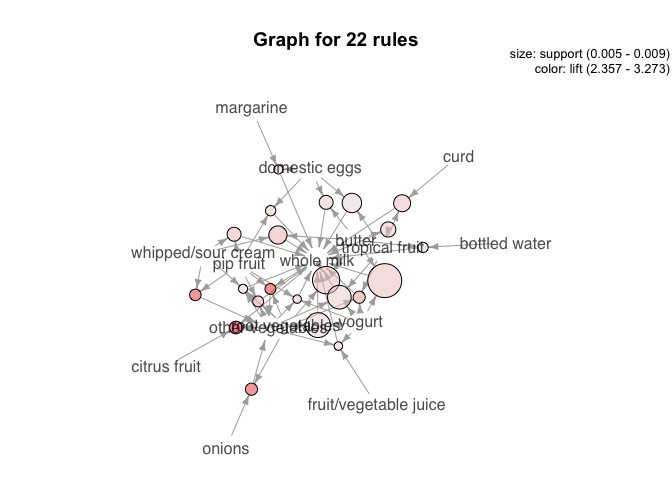 Graph for 22 rules
size: support (0.005 - 0.009)
color: lift (2.357 - 3.273)
margarine
curd
domestic eggs
butter
tropical fruit
bottled water
whipped/sour cream
whole milk
pip fruit
yogurt
other vegetables
root vegetables
citrus fruit
fruit/vegetable juice
onions